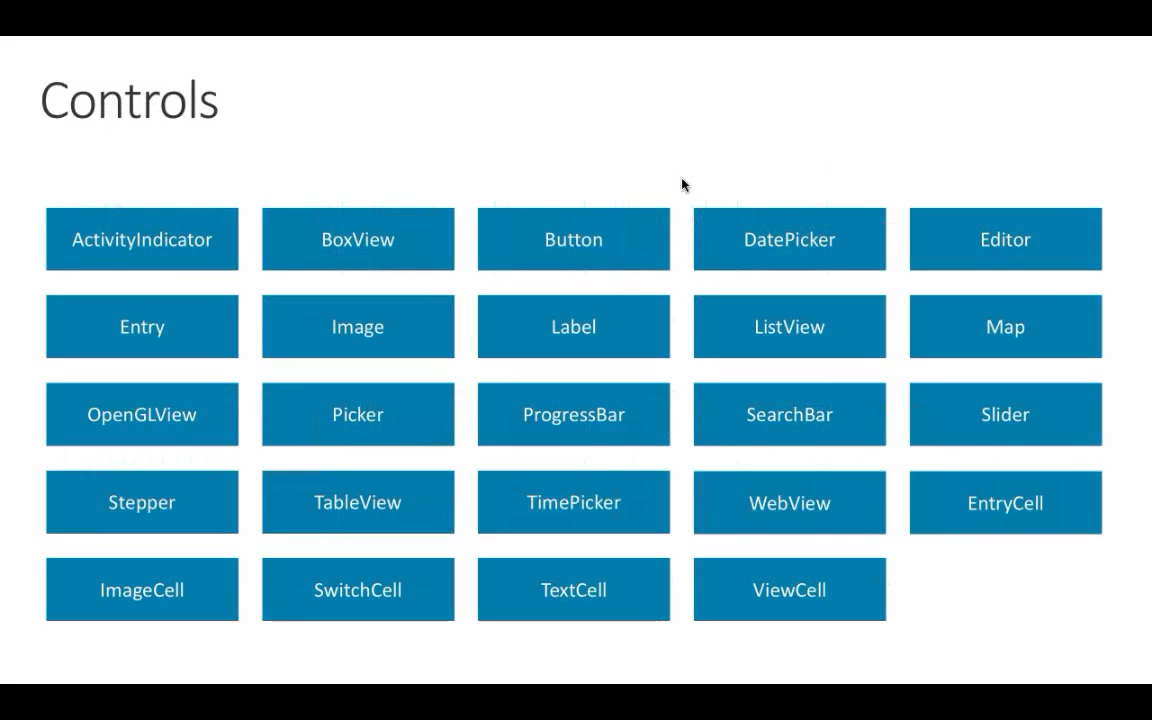 Controls
ActivityIndicator
BoxView
Button
DatePicker
Editor
Entry
Image
Label
ListView
Map
OpenGLView
Picker
ProgressBar
SearchBar
Slider
Stepper
TableView
TimePicker
WebView
EntryCell
ImageCell
SwitchCell
TextCell
ViewCell